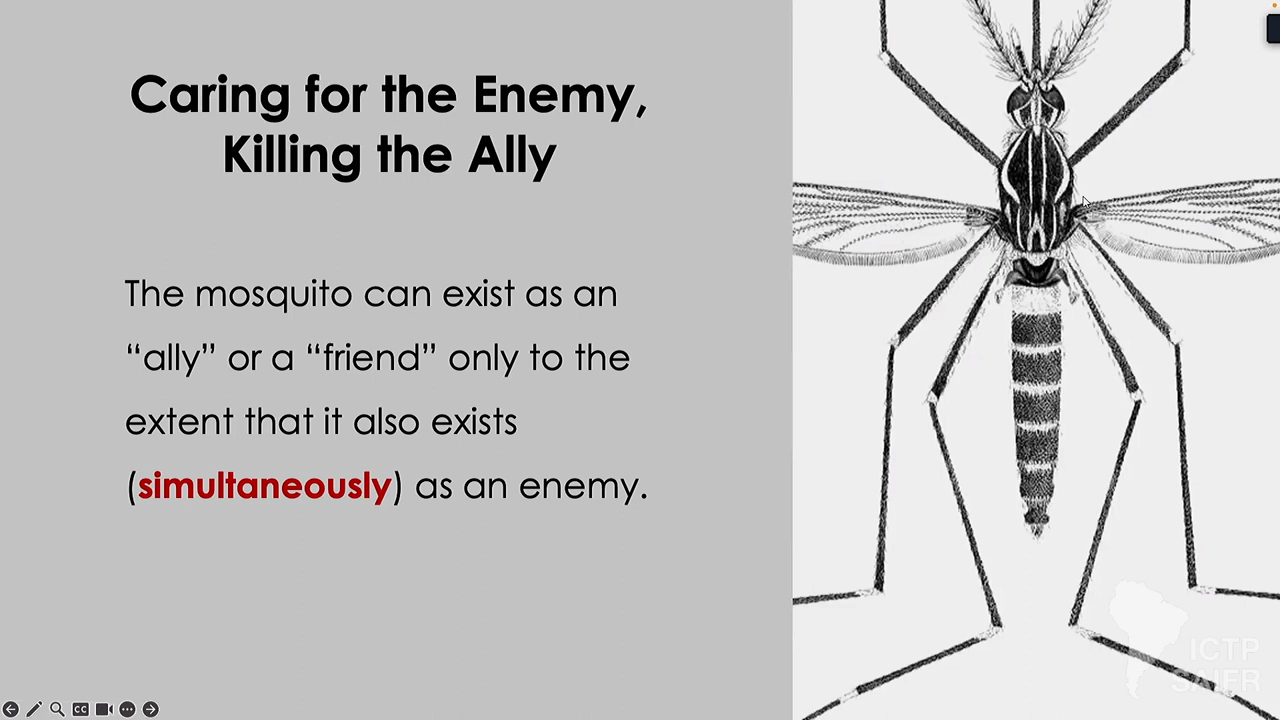 Caring for the Enemy,
Killing the Ally
The mosquito can exist as an
“ally” or a “friend” only to the
extent that it also exists
(simultaneously) as an enemy.
ICTP
SAIFR
CC